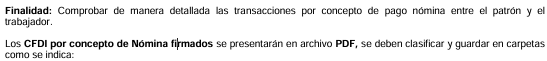 Finalidad: Comprobar de manera detallada las transacciones por concepto de pago nómina entre el patrón y el
trabajador.
Los CFDI por concepto de Nómina firmados se presentarán en archivo PDF, se deben clasificar y guardar en carpetas
como se indica: